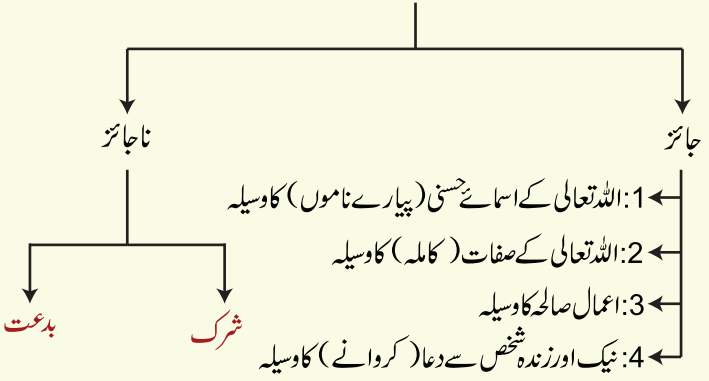 جائز
ناجائز
1: اللہ تعالی کے اسمائے حسنی (پیارے ناموں) کا وسیلہ
2: اللہ تعالی کے صفات (کاملہ) کا وسیلہ
3: اعمال صالحہ کا وسیلہ
4: نیک اور زندہ شخص سے دعا (کروانے) کا وسیلہ
شرک
بدعت